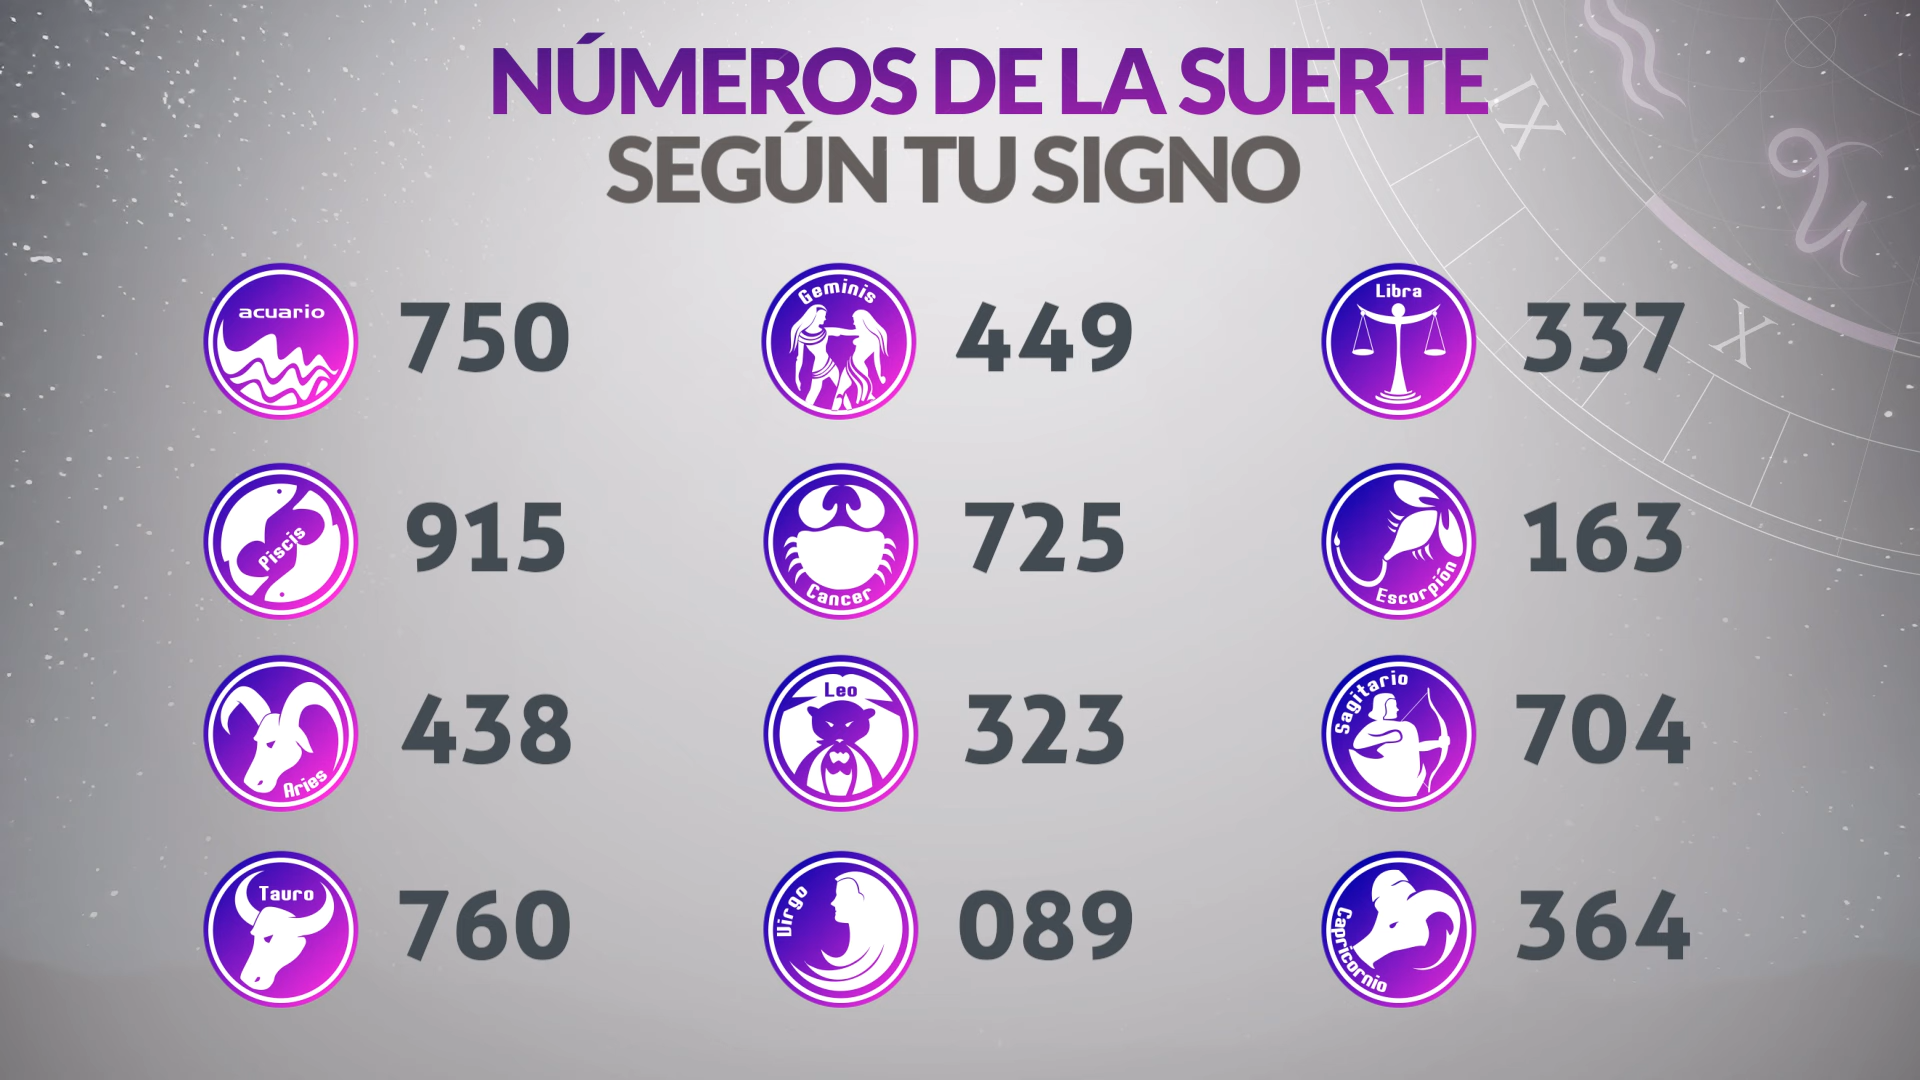 NÚMEROS DE LA SUERTE
SEGÚN TU SIGNO
acuario 750
Geminis 449
Libra 337
Piscis 915
Cancer 725
Escorpión 163
Aries 438
Leo 323
Sagitario 704
Tauro 760
Virgo 089
Capricornio 364
IX
X